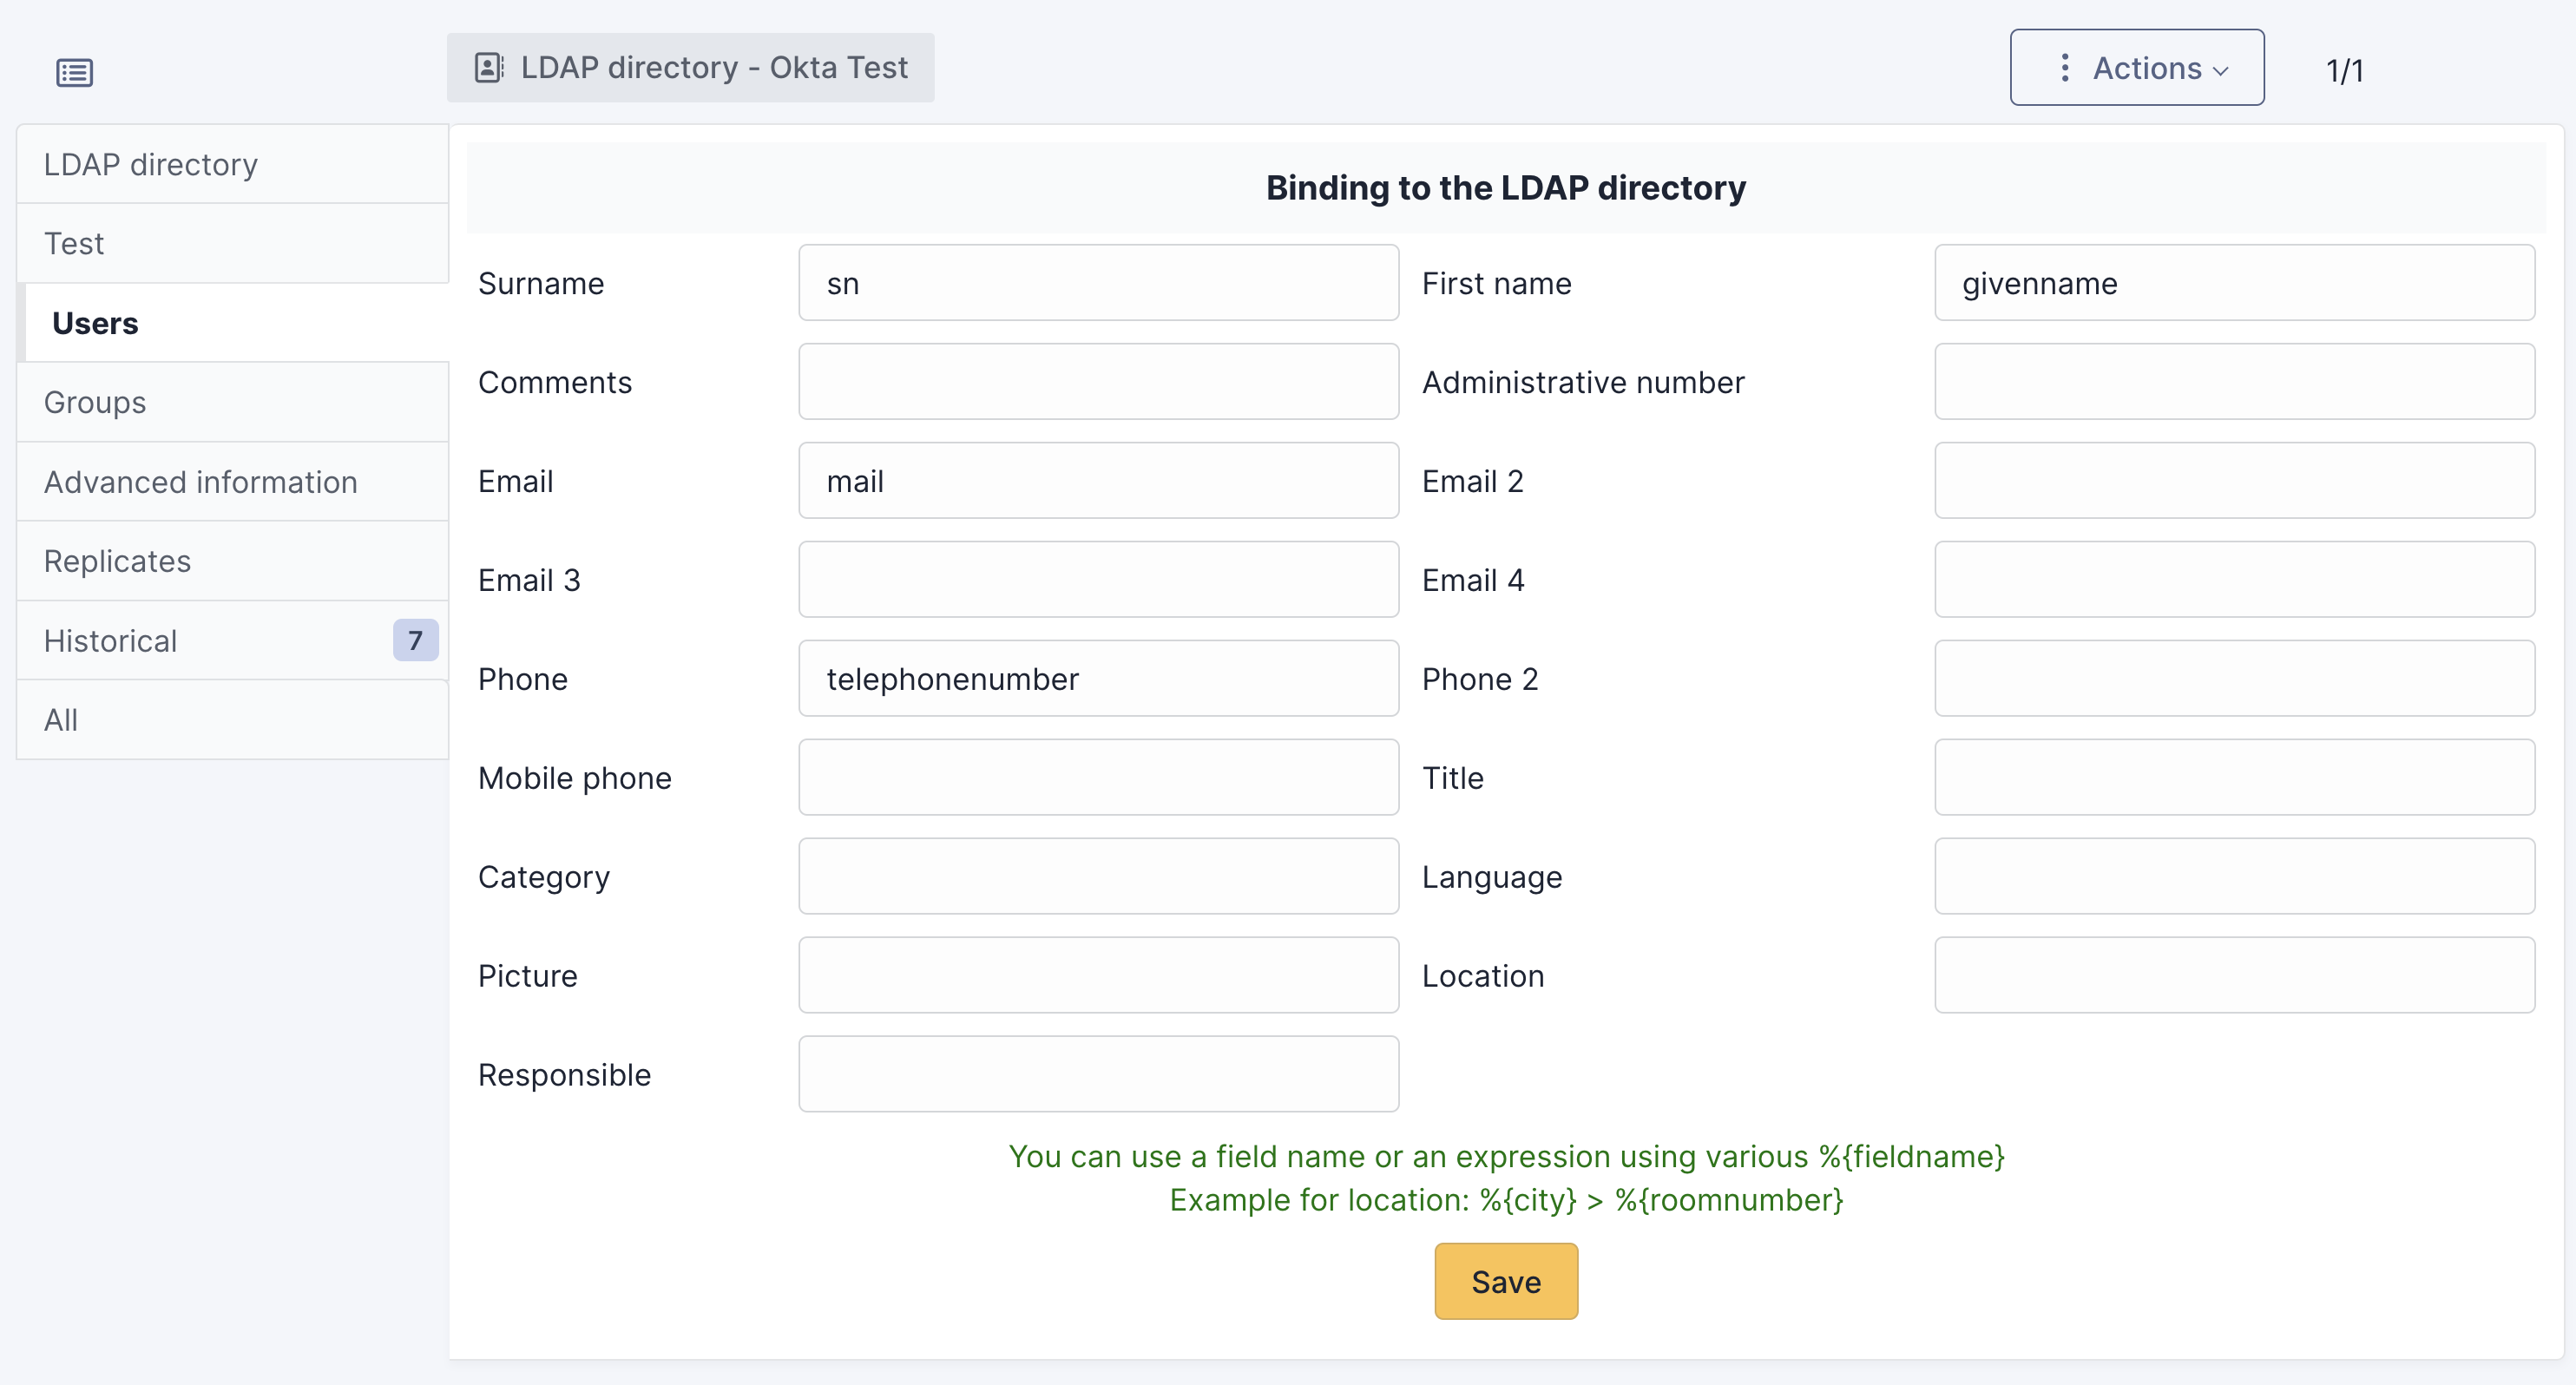 LDAP directory - Okta Test
Actions
1/1
LDAP directory
Test
Users
Groups
Advanced information
Replicates
Historical 7
All
Binding to the LDAP directory
Surname sn First name givenname
Comments Administrative number
Email mail Email 2
Email 3 Email 4
Phone telephonenumber Phone 2
Mobile phone Title
Category Language
Picture Location
Responsible
You can use a field name or an expression using various %{fieldname}
Example for location: %{city} > %{roomnumber}
Save